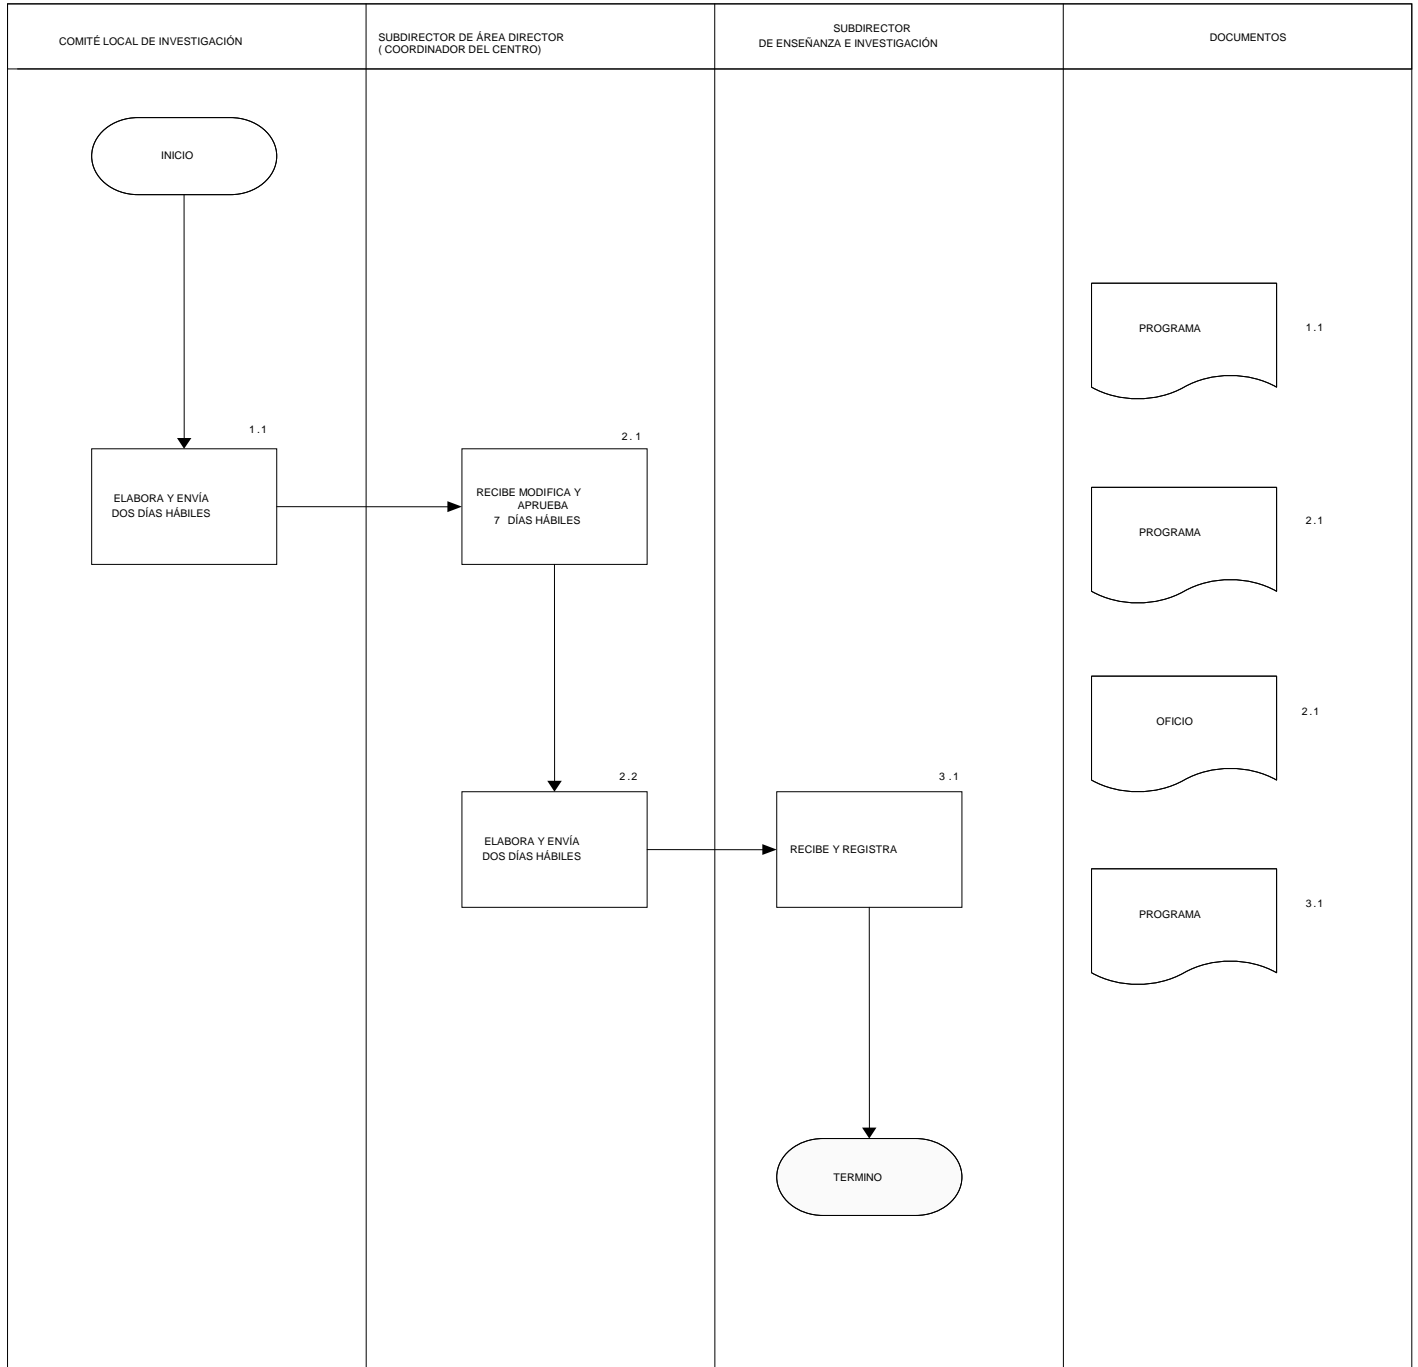 COMITÉ LOCAL DE INVESTIGACIÓN
SUBDIRECTOR DE ÁREA DIRECTOR
( COORDINADOR DEL CENTRO)
SUBDIRECTOR
DE ENSEÑANZA E INVESTIGACIÓN
DOCUMENTOS
INICIO
PROGRAMA
1.1
1.1
ELABORA Y ENVÍA
DOS DÍAS HÁBILES
2.1
RECIBE MODIFICA Y
APRUEBA
7 DÍAS HÁBILES
PROGRAMA
2.1
OFICIO
2.1
2.2
ELABORA Y ENVÍA
DOS DÍAS HÁBILES
3.1
RECIBE Y REGISTRA
PROGRAMA
3.1
TERMINO